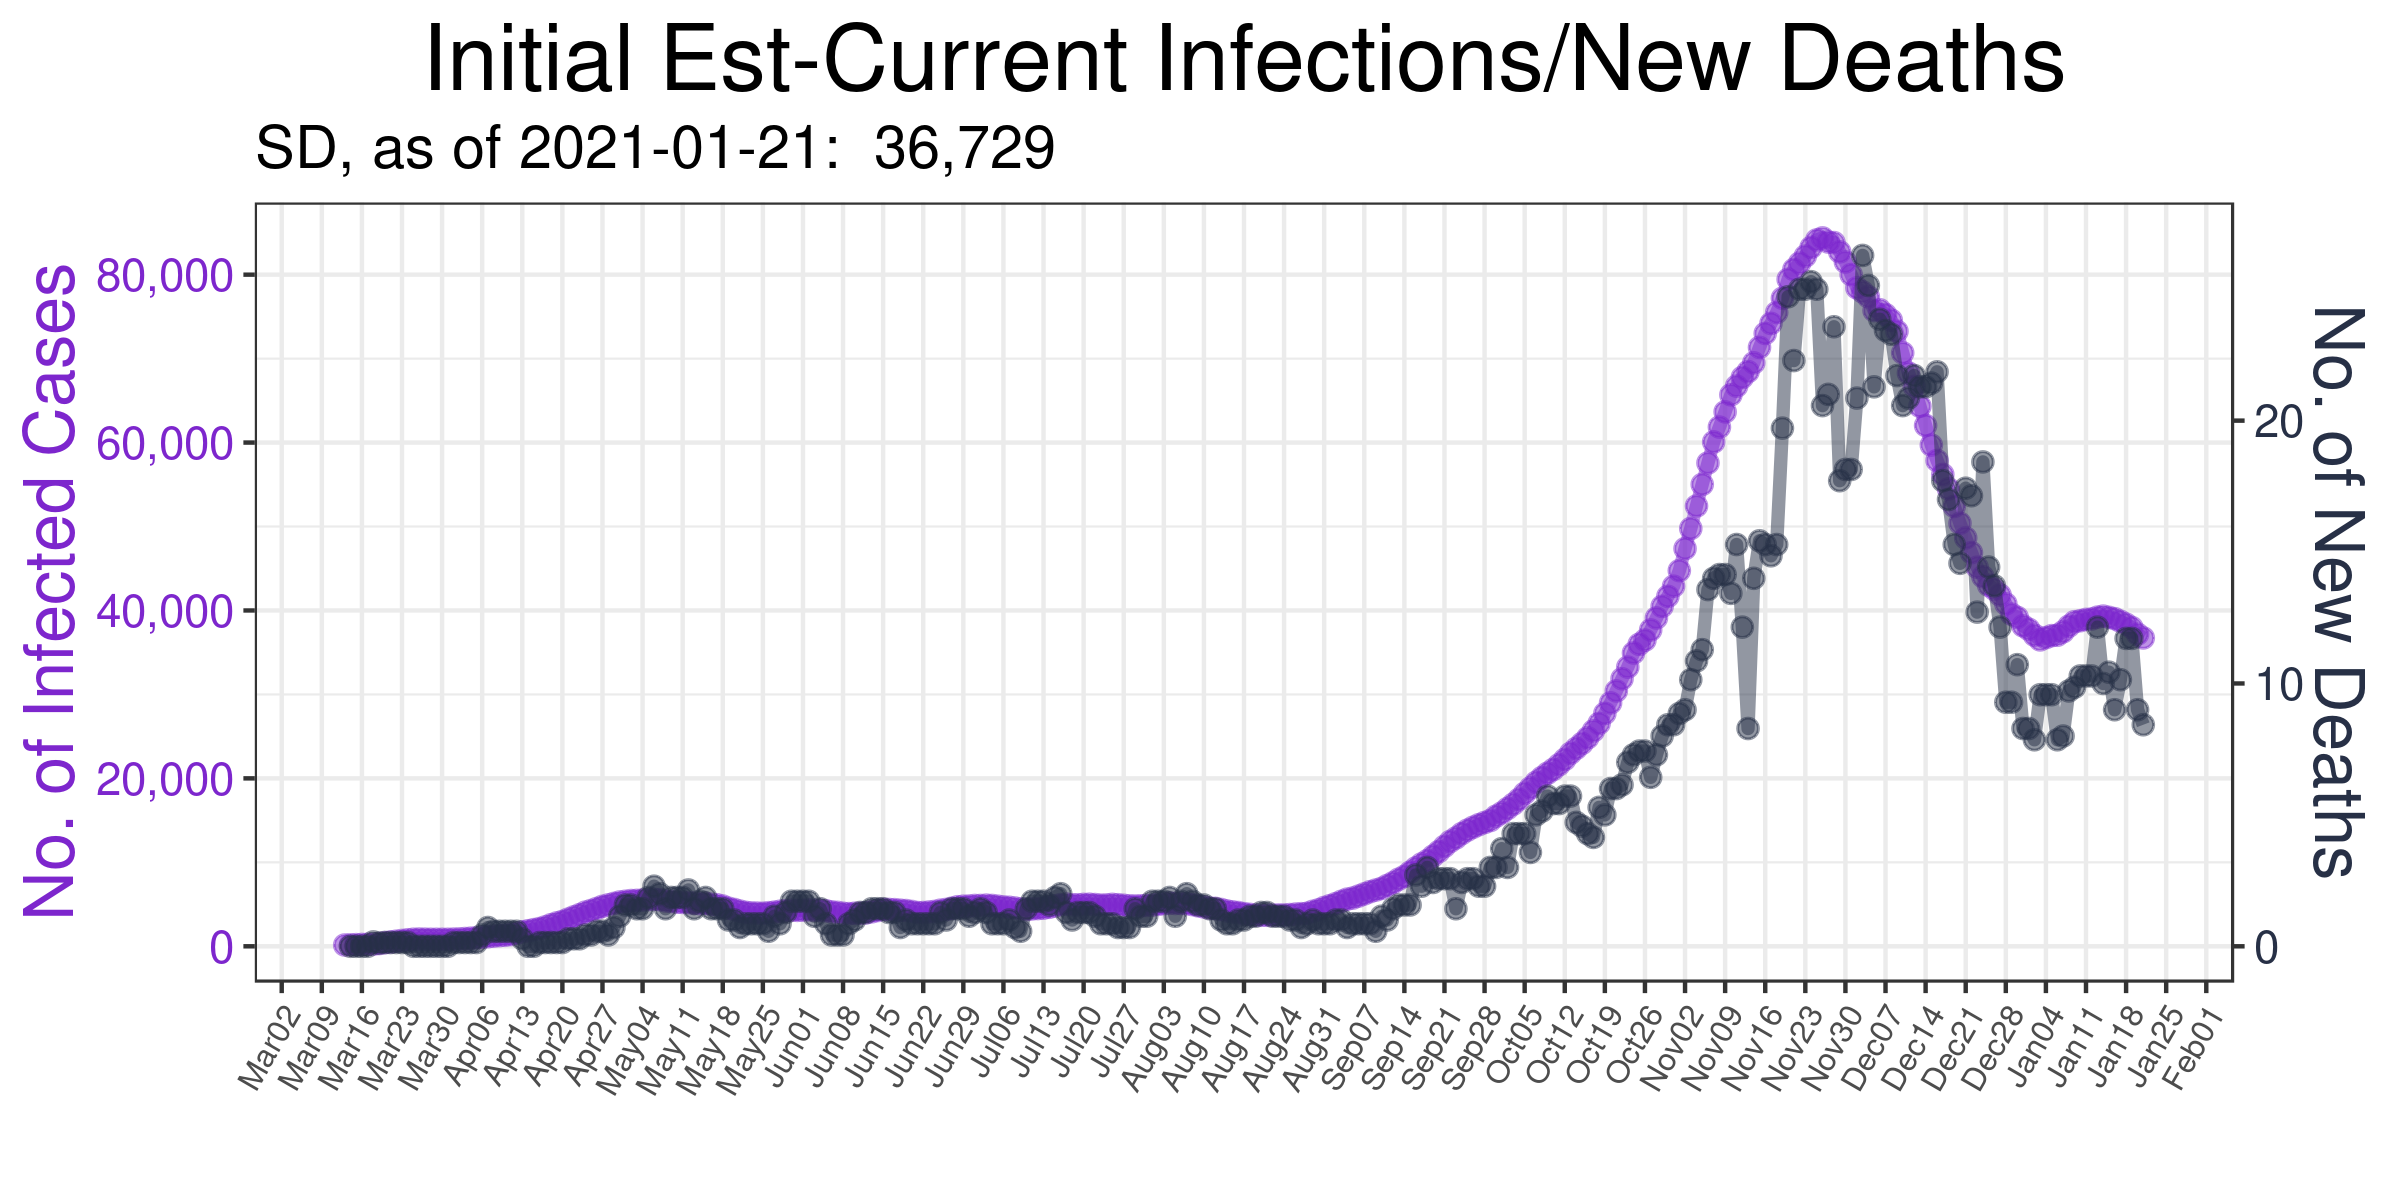 Initial Est-Current Infections/New Deaths
SD, as of 2021-01-21:  36,729
No. of Infected Cases
80,000
60,000
40,000
20,000
0
20
10
0
No. of New Deaths
Mar02
Mar09
Mar16
Mar23
Mar30
Apr06
Apr13
Apr20
Apr27
May04
May11
May18
May25
Jun01
Jun08
Jun15
Jun22
Jun29
Jul06
Jul13
Jul20
Jul27
Aug03
Aug10
Aug17
Aug24
Aug31
Sep07
Sep14
Sep21
Sep28
Oct05
Oct12
Oct19
Oct26
Nov02
Nov09
Nov16
Nov23
Nov30
Dec07
Dec14
Dec21
Dec28
Jan04
Jan11
Jan18
Jan25
Feb01